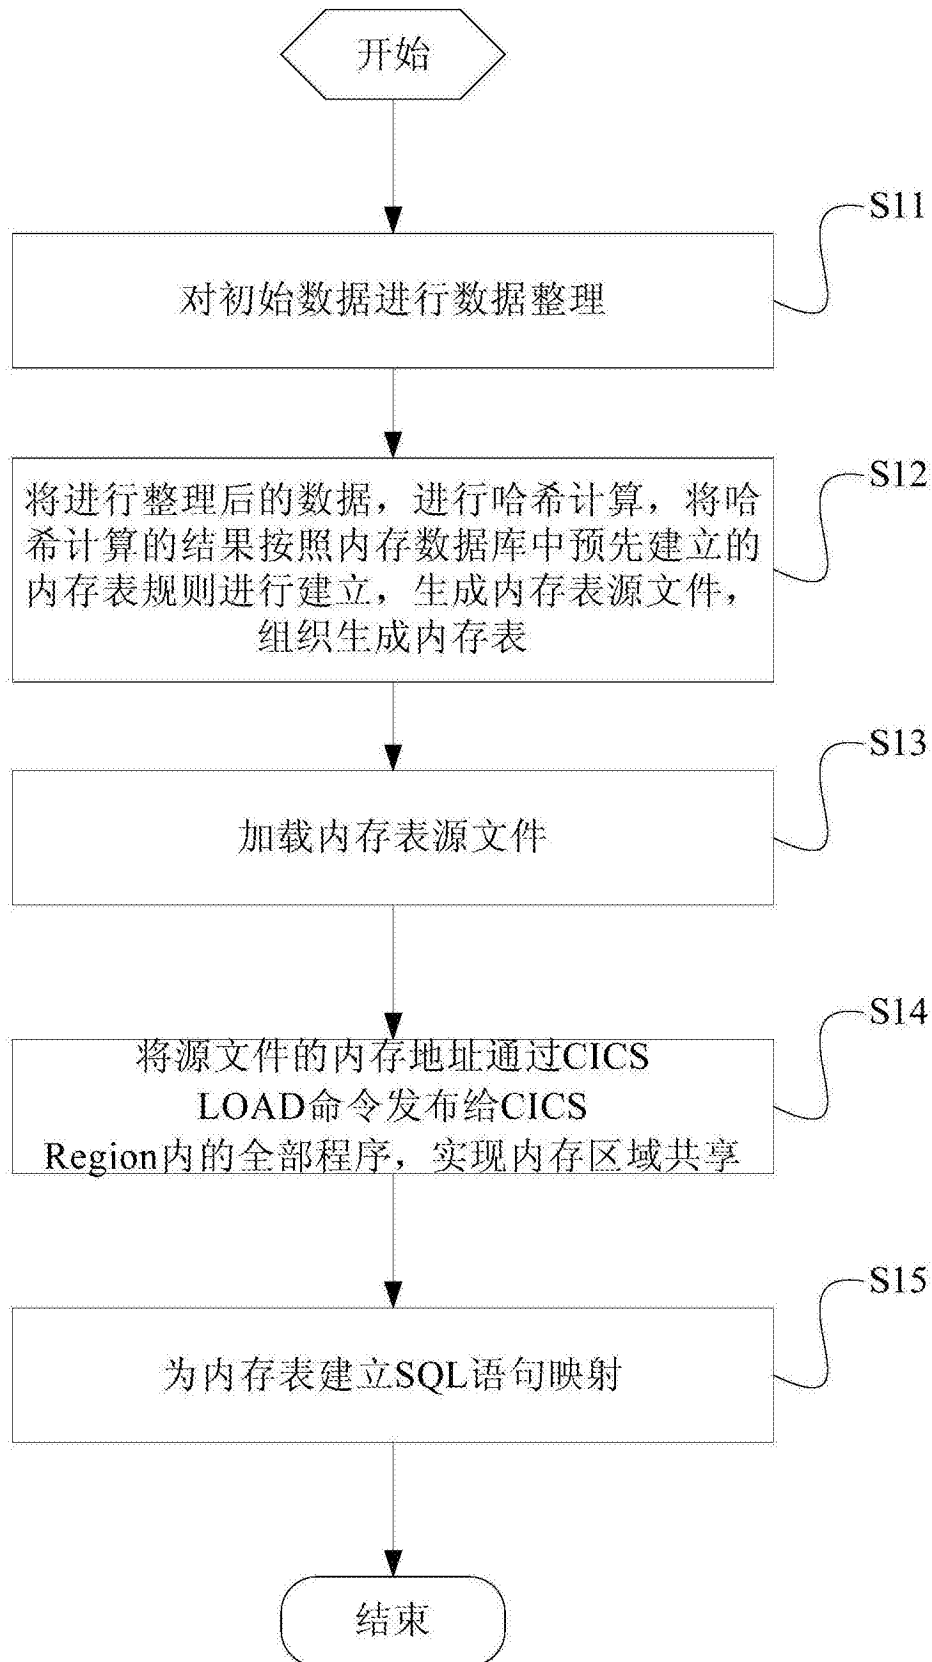 开始
S11
对初始数据进行数据整理
S12
将进行整理后的数据，进行哈希计算，将哈
希计算的结果按照内存数据库中预先建立的
内存表规则进行建立，生成内存表源文件，
组织生成内存表
S13
加载内存表源文件
S14
将源文件的内存地址通过CICS
LOAD命令发布给CICS
Region内的全部程序，实现内存区域共享
S15
为内存表建立SQL语句映射
结束